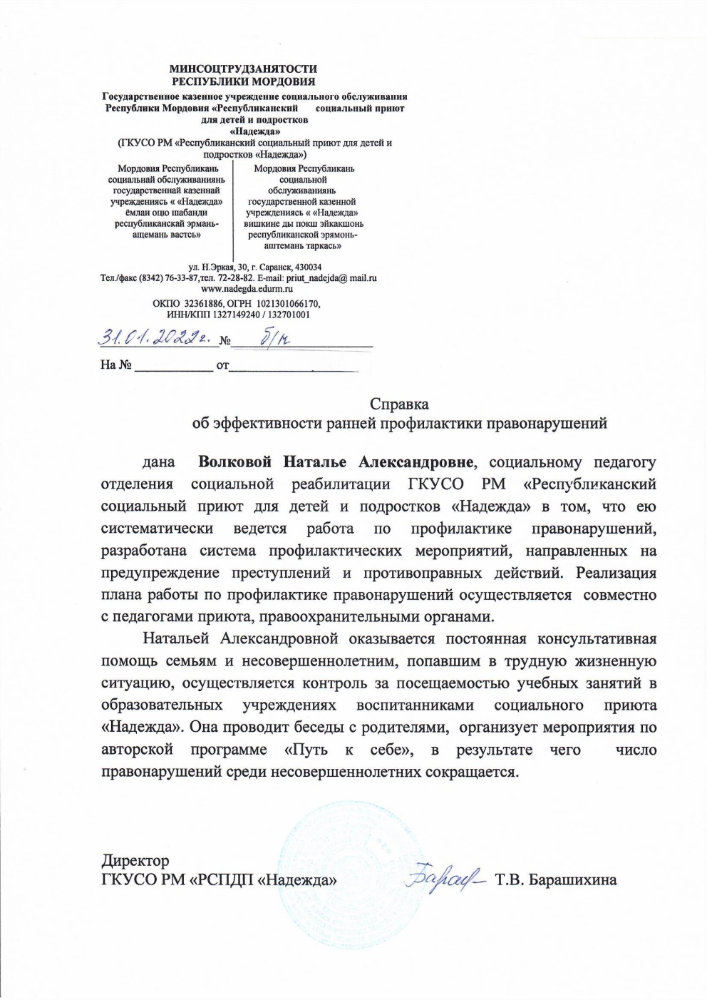 МИНСОЦТРУДЗАНЯТОСТИ
РЕСПУБЛИКИ МОРДОВИЯ
Государственное казенное учреждение социального обслуживания
Республики Мордовия «Республиканский социальный приют
для детей и подростков
«Надежда»
(ГКУСО РМ «Республиканский социальный приют для детей и
подростков «Надежда»)
Мордовия Республикань
социальнай обслуживаниянь
государственнай казеннай
учреждениясь « «Надежда»
ёмлаи оцю шабанди
республиканскай эрмань-
ащемань вастсь»
Мордовия Республикань
социальной
обслуживаниянь
государственной казенной
учреждениясь « «Надежда»
вишкине ды покш эйкакшонь
республиканской эрямонь-
аштемань таркась»
ул. Н.Эркая, 30, г. Саранск, 430034
Тел./факс (8342) 76-33-87,тел. 72-28-82. E-mail: priut_nadejda@ mail.ru
www.nadegda.edurm.ru
ОКПО 32361886, ОГРН 1021301066170,
ИНН/КПП 1327149240 / 132701001
31.01.2022г. № б/н
На № ____________ от____________________
Справка
об эффективности ранней профилактики правонарушений
дана Волковой Наталье Александровне, социальному педагогу
отделения социальной реабилитации ГКУСО РМ «Республиканский
социальный приют для детей и подростков «Надежда» в том, что ею
систематически ведется работа по профилактике правонарушений,
разработана система профилактических мероприятий, направленных на
предупреждение преступлений и противоправных действий. Реализация
плана работы по профилактике правонарушений осуществляется совместно
с педагогами приюта, правоохранительными органами.
Натальей Александровной оказывается постоянная консультативная
помощь семьям и несовершеннолетним, попавшим в трудную жизненную
ситуацию, осуществляется контроль за посещаемостью учебных занятий в
образовательных учреждениях воспитанниками социального приюта
«Надежда». Она проводит беседы с родителями, организует мероприятия по
авторской программе «Путь к себе», в результате чего число
правонарушений среди несовершеннолетних сокращается.
Директор
ГКУСО РМ «РСПДП «Надежда» Т.В. Барашихина